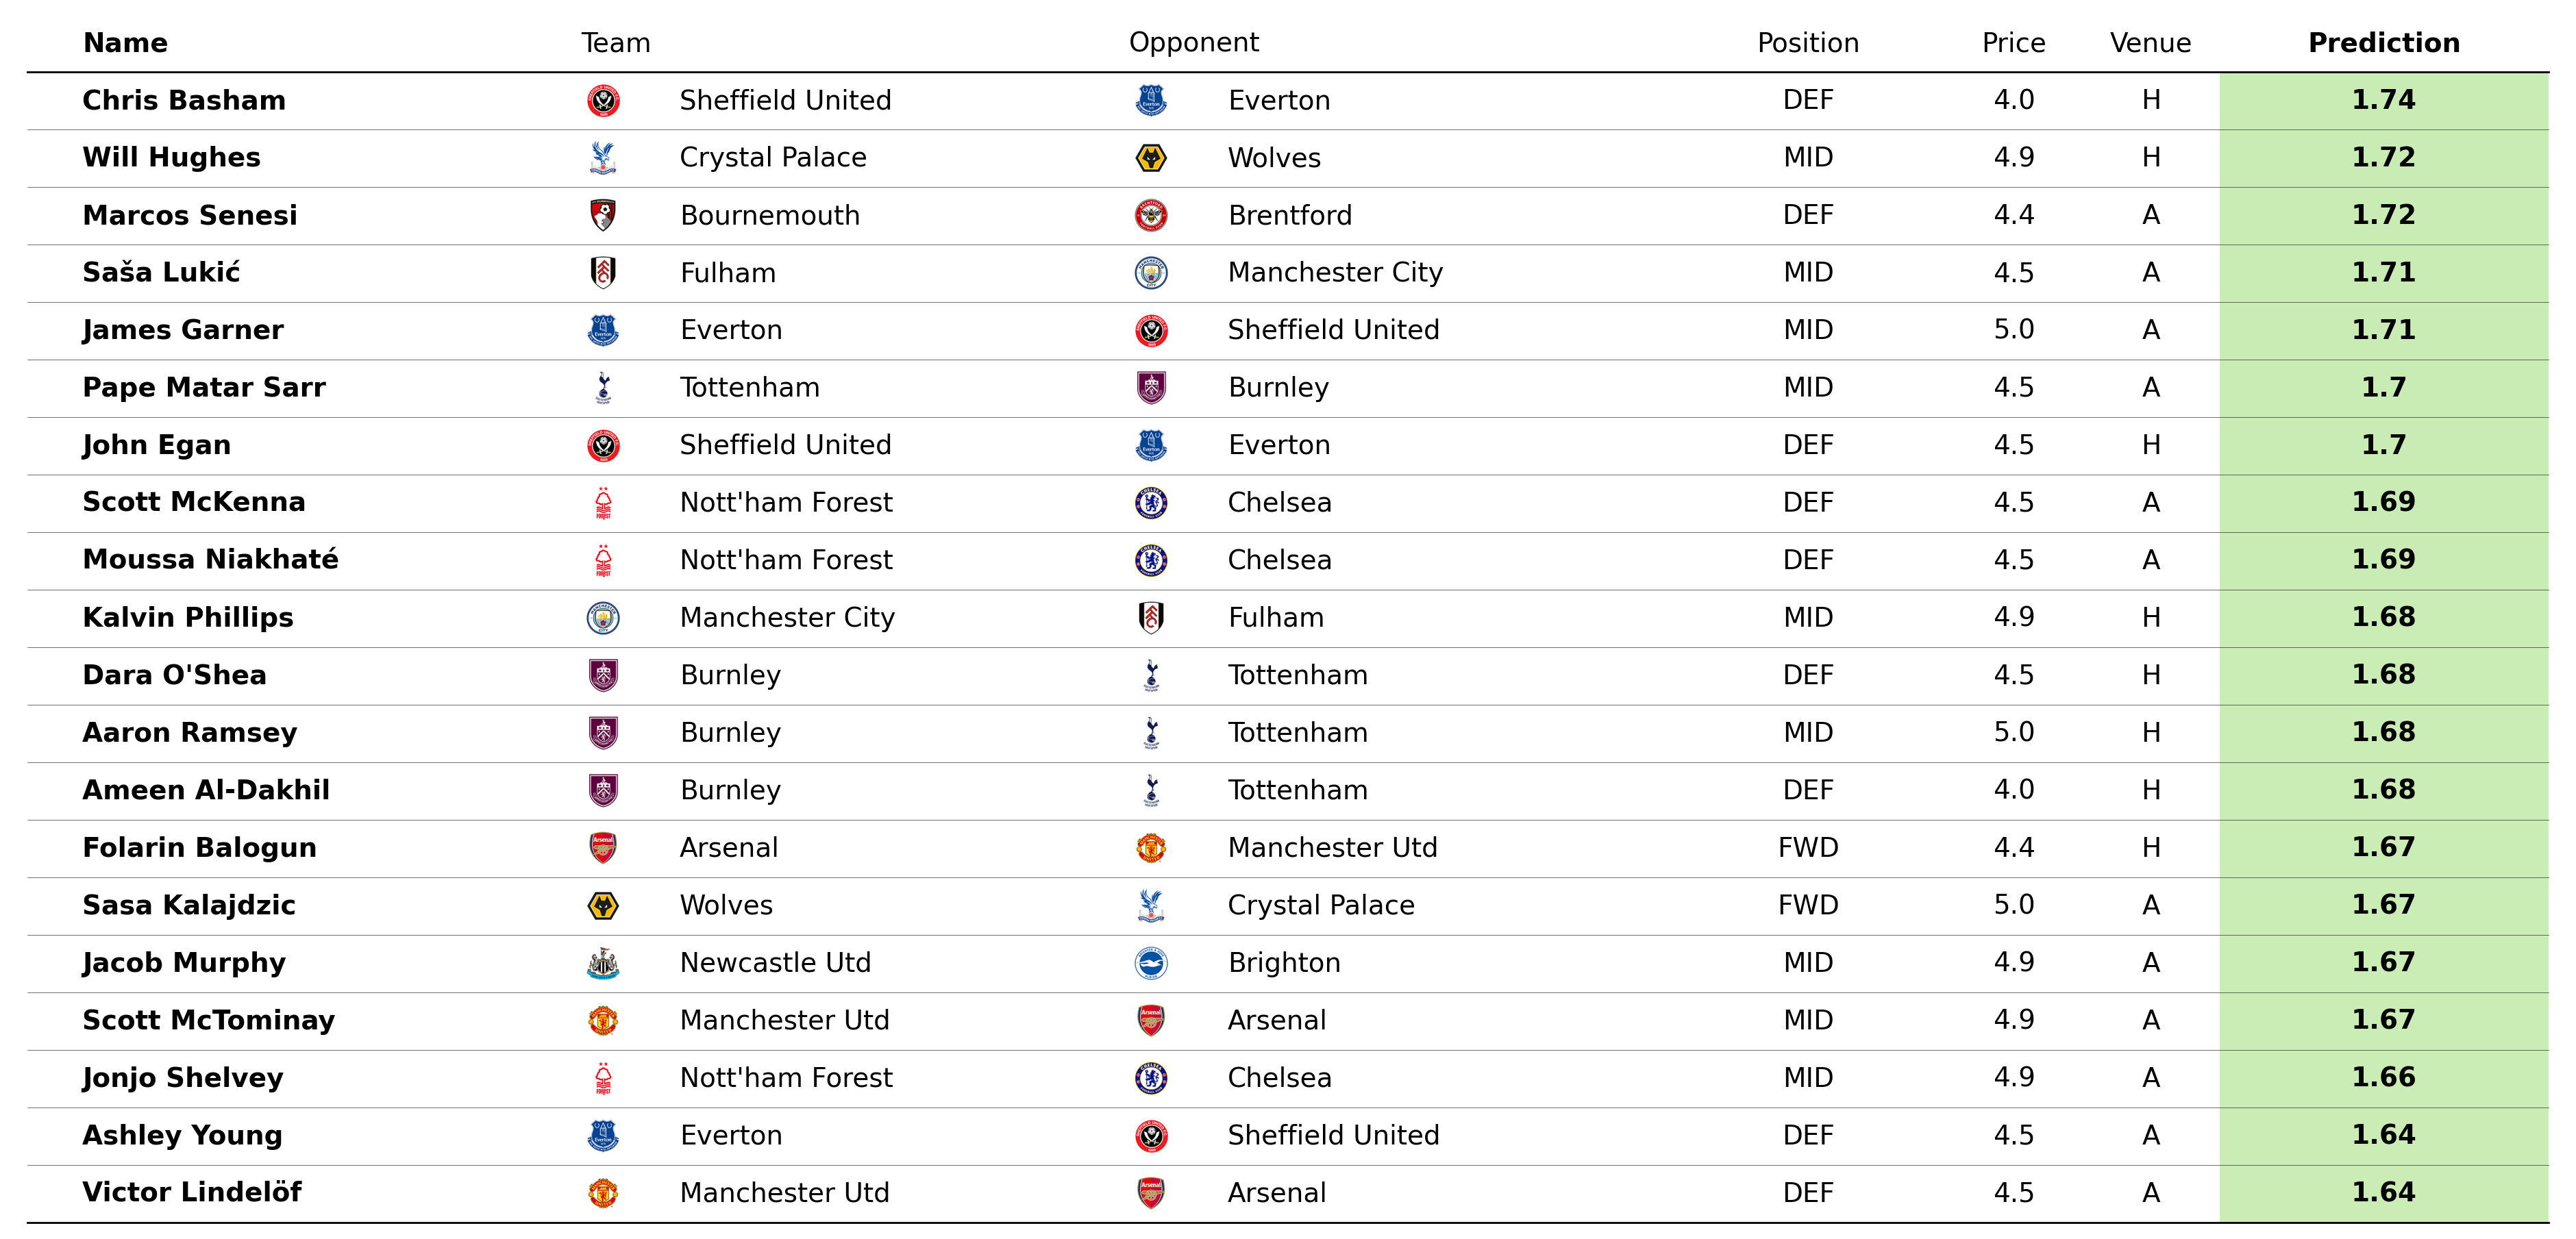 Name Team Opponent Position Price Venue Prediction
Chris Basham Sheffield United Everton DEF 4.0 H 1.74
Will Hughes Crystal Palace Wolves MID 4.9 H 1.72
Marcos Senesi Bournemouth Brentford DEF 4.4 A 1.72
Saša Lukić Fulham Manchester City MID 4.5 A 1.71
James Garner Everton Sheffield United MID 5.0 A 1.71
Pape Matar Sarr Tottenham Burnley MID 4.5 A 1.7
John Egan Sheffield United Everton DEF 4.5 H 1.7
Scott McKenna Nott'ham Forest Chelsea DEF 4.5 A 1.69
Moussa Niakhaté Nott'ham Forest Chelsea DEF 4.5 A 1.69
Kalvin Phillips Manchester City Fulham MID 4.9 H 1.68
Dara O'Shea Burnley Tottenham DEF 4.5 H 1.68
Aaron Ramsey Burnley Tottenham MID 5.0 H 1.68
Ameen Al-Dakhil Burnley Tottenham DEF 4.0 H 1.68
Folarin Balogun Arsenal Manchester Utd FWD 4.4 H 1.67
Sasa Kalajdzic Wolves Crystal Palace FWD 5.0 A 1.67
Jacob Murphy Newcastle Utd Brighton MID 4.9 A 1.67
Scott McTominay Manchester Utd Arsenal MID 4.9 A 1.67
Jonjo Shelvey Nott'ham Forest Chelsea MID 4.9 A 1.66
Ashley Young Everton Sheffield United DEF 4.5 A 1.64
Victor Lindelöf Manchester Utd Arsenal DEF 4.5 A 1.64